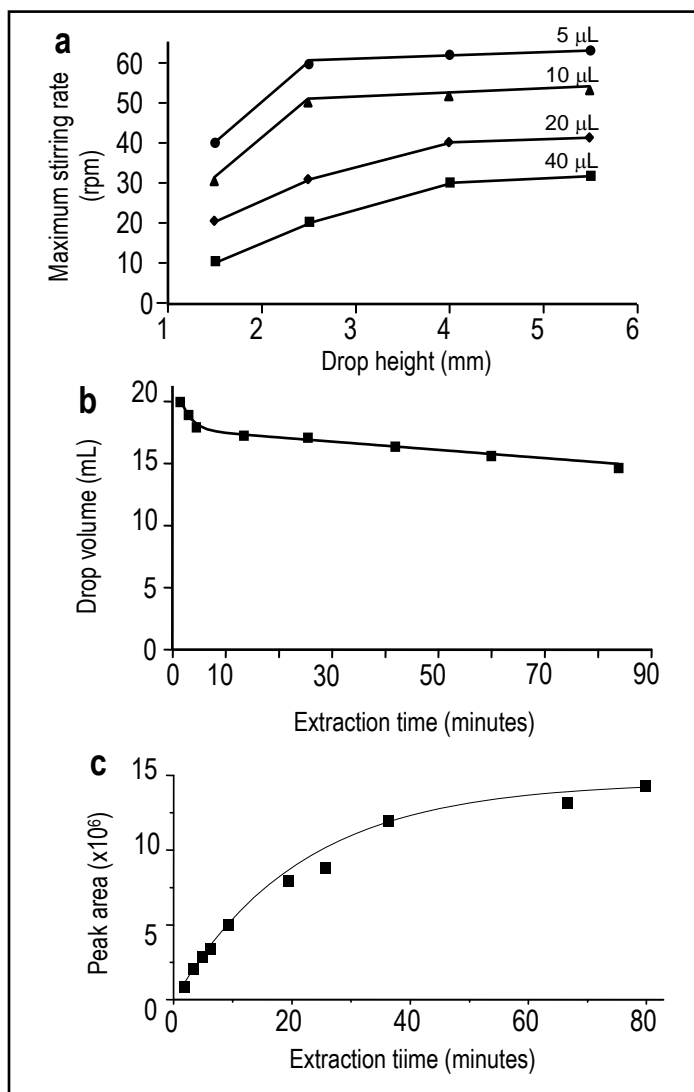 a
60
50
40
30
20
10
0
Maximum stirring rate
(rpm)
5 μL
10 μL
20 μL
40 μL
1 2 3 4 5 6
Drop height (mm)
b
20
15
10
5
0
Drop volume (mL)
0 10 30 50 70 90
Extraction time (minutes)
c
15
10
5
0
Peak area (x10⁶)
0 20 40 60 80
Extraction tiime (minutes)